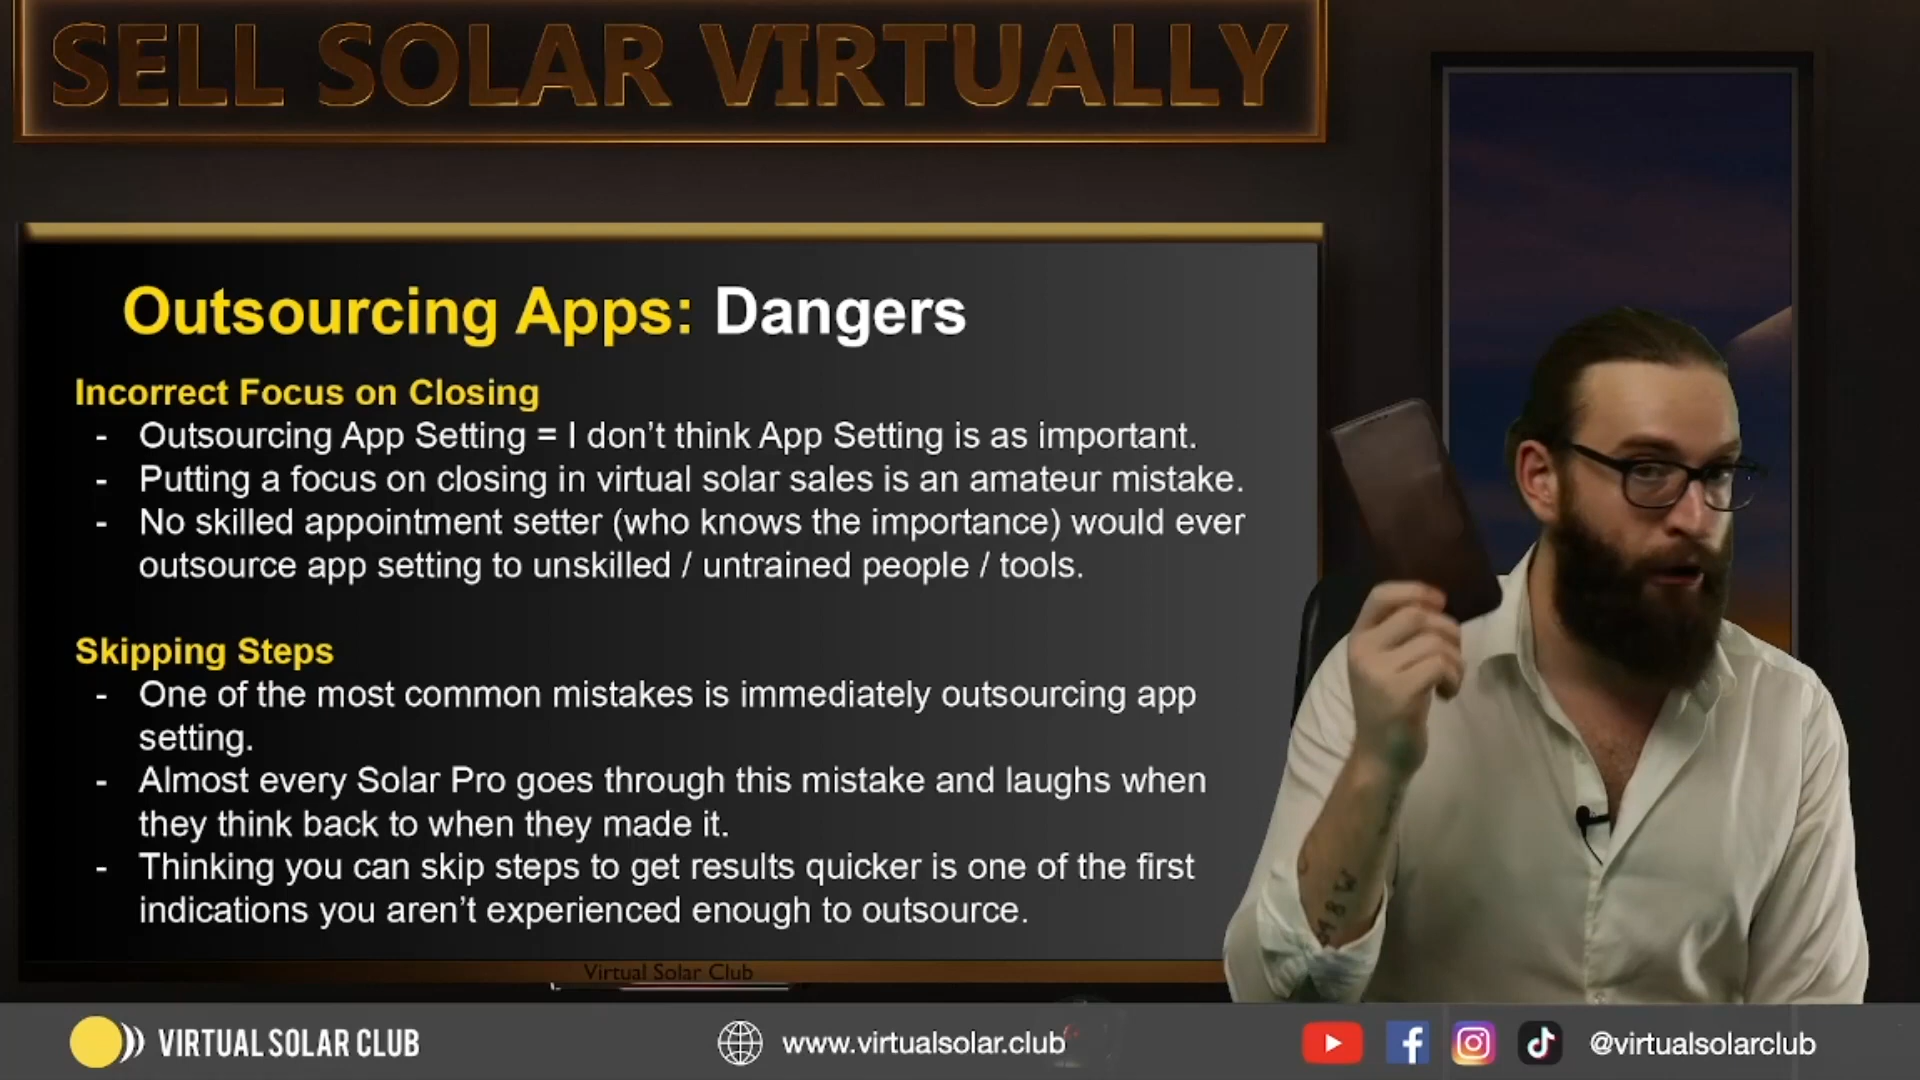 SELL SOLAR VIRTUALLY
Outsourcing Apps: Dangers
Incorrect Focus on Closing
- Outsourcing App Setting = I don't think App Setting is as important.
- Putting a focus on closing in virtual solar sales is an amateur mistake.
- No skilled appointment setter (who knows the importance) would ever
outsource app setting to unskilled / untrained people / tools.
Skipping Steps
- One of the most common mistakes is immediately outsourcing app
setting.
- Almost every Solar Pro goes through this mistake and laughs when
they think back to when they made it.
- Thinking you can skip steps to get results quicker is one of the first
indications you aren't experienced enough to outsource.
Virtual Solar Club
VIRTUAL SOLAR CLUB
www.virtualsolar.club
@virtualsolarclub